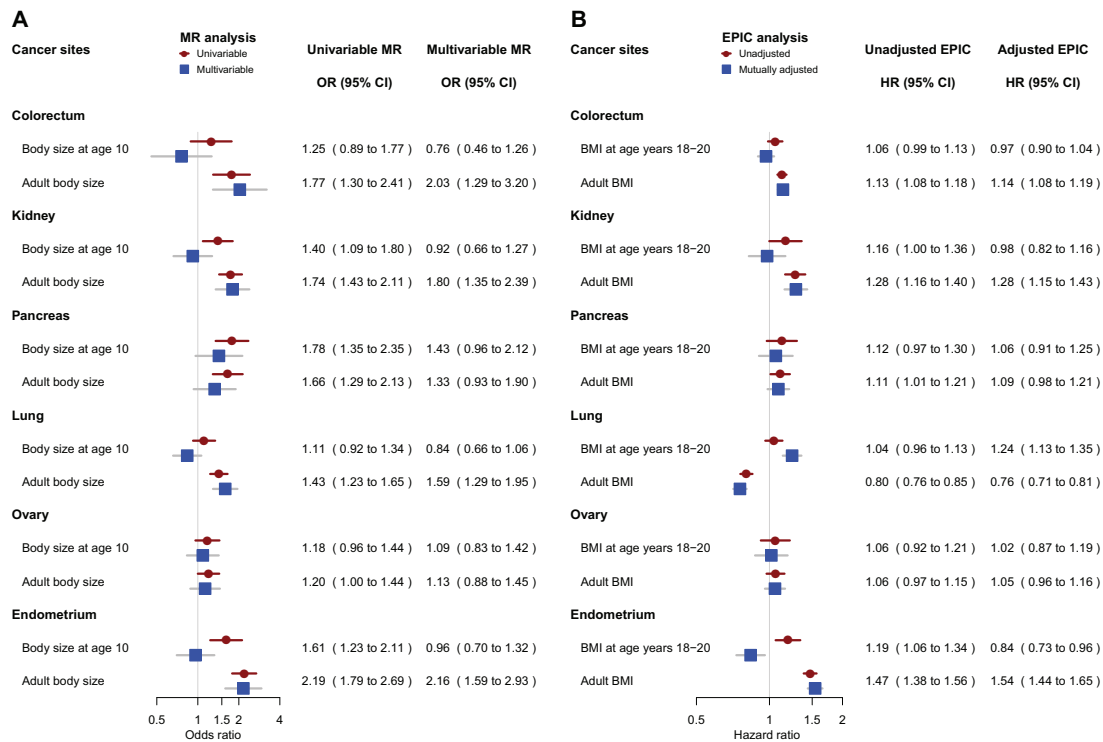 A
Cancer sites
MR analysis
Univariable
Multivariable
Univariable MR
OR (95% CI)
Multivariable MR
OR (95% CI)
Colorectum
Body size at age 10 1.25 ( 0.89 to 1.77 ) 0.76 ( 0.46 to 1.26 )
Adult body size 1.77 ( 1.30 to 2.41 ) 2.03 ( 1.29 to 3.20 )
Kidney
Body size at age 10 1.40 ( 1.09 to 1.80 ) 0.92 ( 0.66 to 1.27 )
Adult body size 1.74 ( 1.43 to 2.11 ) 1.80 ( 1.35 to 2.39 )
Pancreas
Body size at age 10 1.78 ( 1.35 to 2.35 ) 1.43 ( 0.96 to 2.12 )
Adult body size 1.66 ( 1.29 to 2.13 ) 1.33 ( 0.93 to 1.90 )
Lung
Body size at age 10 1.11 ( 0.92 to 1.34 ) 0.84 ( 0.66 to 1.06 )
Adult body size 1.43 ( 1.23 to 1.65 ) 1.59 ( 1.29 to 1.95 )
Ovary
Body size at age 10 1.18 ( 0.96 to 1.44 ) 1.09 ( 0.83 to 1.42 )
Adult body size 1.20 ( 1.00 to 1.44 ) 1.13 ( 0.88 to 1.45 )
Endometrium
Body size at age 10 1.61 ( 1.23 to 2.11 ) 0.96 ( 0.70 to 1.32 )
Adult body size 2.19 ( 1.79 to 2.69 ) 2.16 ( 1.59 to 2.93 )
0.5 1 1.5 2 4
Odds ratio
B
Cancer sites
EPIC analysis
Unadjusted
Mutually adjusted
Unadjusted EPIC
HR (95% CI)
Adjusted EPIC
HR (95% CI)
Colorectum
BMI at age years 18−20 1.06 ( 0.99 to 1.13 ) 0.97 ( 0.90 to 1.04 )
Adult BMI 1.13 ( 1.08 to 1.18 ) 1.14 ( 1.08 to 1.19 )
Kidney
BMI at age years 18−20 1.16 ( 1.00 to 1.36 ) 0.98 ( 0.82 to 1.16 )
Adult BMI 1.28 ( 1.16 to 1.40 ) 1.28 ( 1.15 to 1.43 )
Pancreas
BMI at age years 18−20 1.12 ( 0.97 to 1.30 ) 1.06 ( 0.91 to 1.25 )
Adult BMI 1.11 ( 1.01 to 1.21 ) 1.09 ( 0.98 to 1.21 )
Lung
BMI at age years 18−20 1.04 ( 0.96 to 1.13 ) 1.24 ( 1.13 to 1.35 )
Adult BMI 0.80 ( 0.76 to 0.85 ) 0.76 ( 0.71 to 0.81 )
Ovary
BMI at age years 18−20 1.06 ( 0.92 to 1.21 ) 1.02 ( 0.87 to 1.19 )
Adult BMI 1.06 ( 0.97 to 1.15 ) 1.05 ( 0.96 to 1.16 )
Endometrium
BMI at age years 18−20 1.19 ( 1.06 to 1.34 ) 0.84 ( 0.73 to 0.96 )
Adult BMI 1.47 ( 1.38 to 1.56 ) 1.54 ( 1.44 to 1.65 )
0.5 1 1.5 2
Hazard ratio